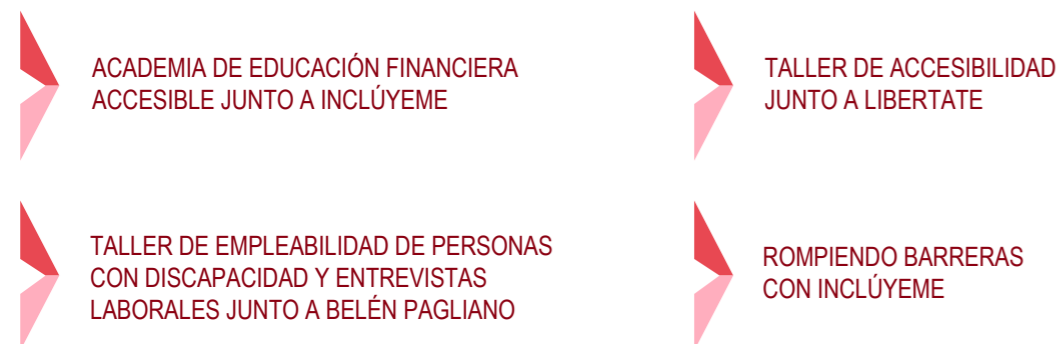 ACADEMIA DE EDUCACIÓN FINANCIERA
ACCESIBLE JUNTO A INCLÚYEME
TALLER DE ACCESIBILIDAD
JUNTO A LIBERTATE
TALLER DE EMPLEABILIDAD DE PERSONAS
CON DISCAPACIDAD Y ENTREVISTAS
LABORALES JUNTO A BELÉN PAGLIANO
ROMPIENDO BARRERAS
CON INCLÚYEME